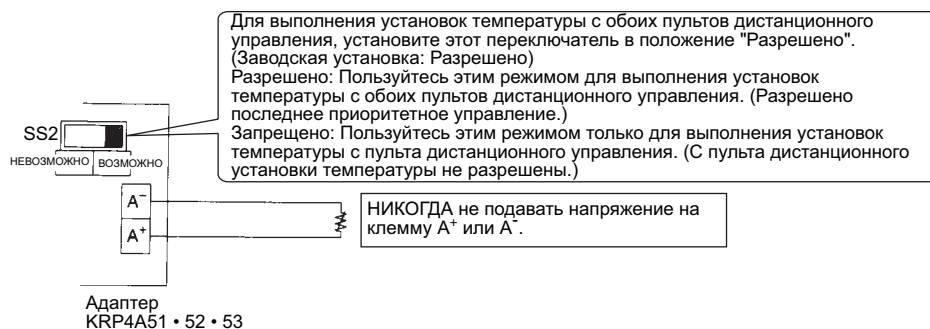 Для выполнения установок температуры с обоих пультов дистанционного
управления, установите этот переключатель в положение "Разрешено".
(Заводская установка: Разрешено)
Разрешено: Пользуйтесь этим режимом для выполнения установок
температуры с обоих пультов дистанционного управления. (Разрешено
последнее приоритетное управление.)
Запрещено: Пользуйтесь этим режимом только для выполнения установок
температуры с пульта дистанционного управления. (С пульта дистанционного
установки температуры не разрешены.)
SS2
НЕВОЗМОЖНО ВОЗМОЖНО
A⁻
A⁺
НИКОГДА не подавать напряжение на
клемму A⁺ или A⁻.
Адаптер
KRP4A51 • 52 • 53